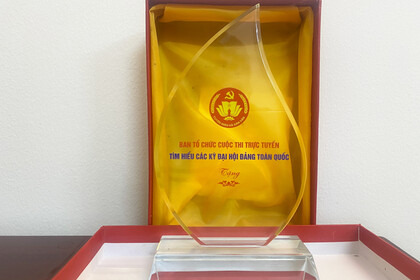 BAN TỔ CHỨC CUỘC THI TRỰC TUYẾN
TÌM HIỂU CÁC KỲ ĐẠI HỘI ĐẢNG TOÀN QUỐC
Tặng